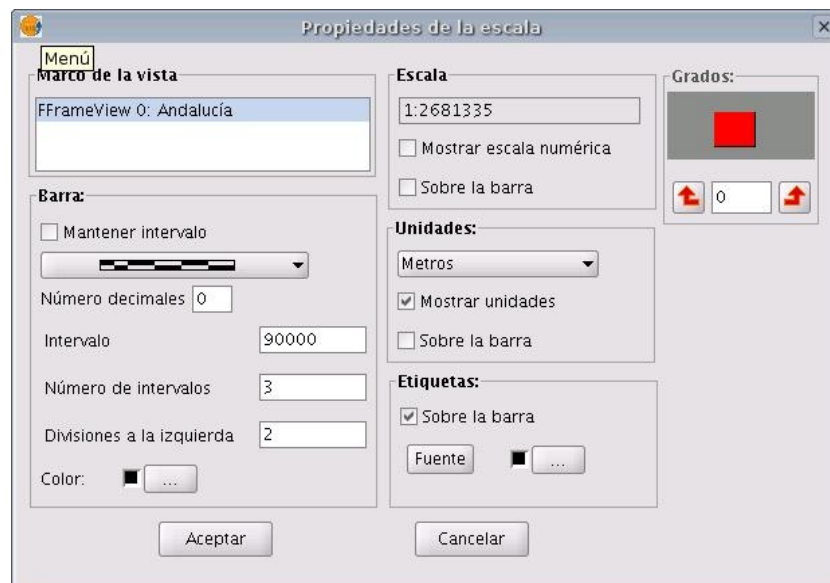 Propiedades de la escala
Menú
Marco de la vista
FFrameView 0: Andalucía
Barra:
Mantener intervalo
Número decimales 0
Intervalo 90000
Número de intervalos 3
Divisiones a la izquierda 2
Color: ...
Escala
1:2681335
Mostrar escala numérica
Sobre la barra
Unidades:
Metros
Mostrar unidades
Sobre la barra
Etiquetas:
Sobre la barra
Fuente ...
Grados:
0
Aceptar Cancelar